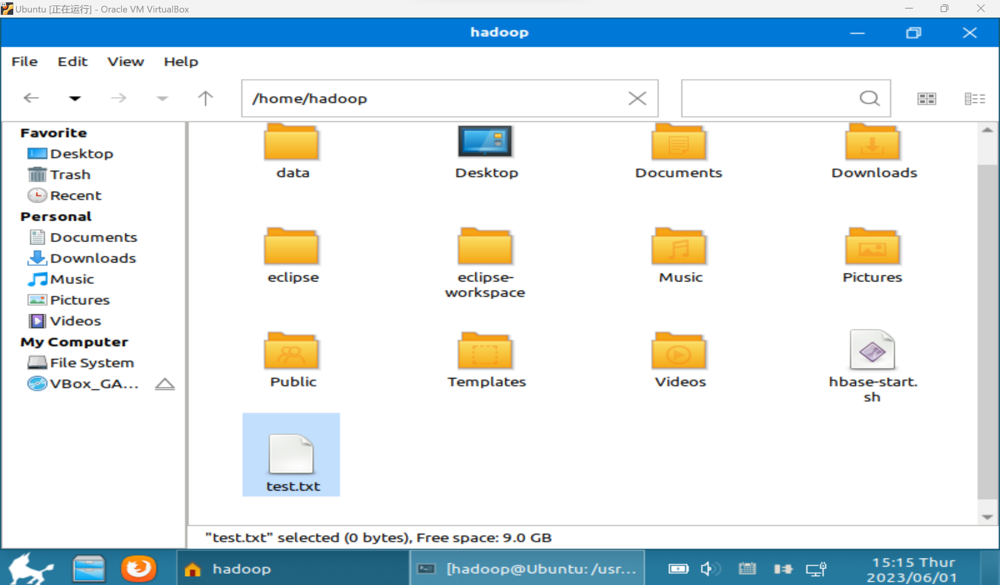 64
Ubuntu [正在运行] - Oracle VM VirtualBox
hadoop
File Edit View Help
/home/hadoop
Favorite
Desktop
Trash
Recent
Personal
Documents
Downloads
Music
Pictures
Videos
My Computer
File System
VBox_GA...
data Desktop Documents Downloads
eclipse eclipse- Music Pictures
workspace
Public Templates Videos hbase-start.
sh
test.txt
"test.txt" selected (0 bytes), Free space: 9.0 GB
hadoop [hadoop@Ubuntu: /usr... 15:15 Thur
2023/06/01